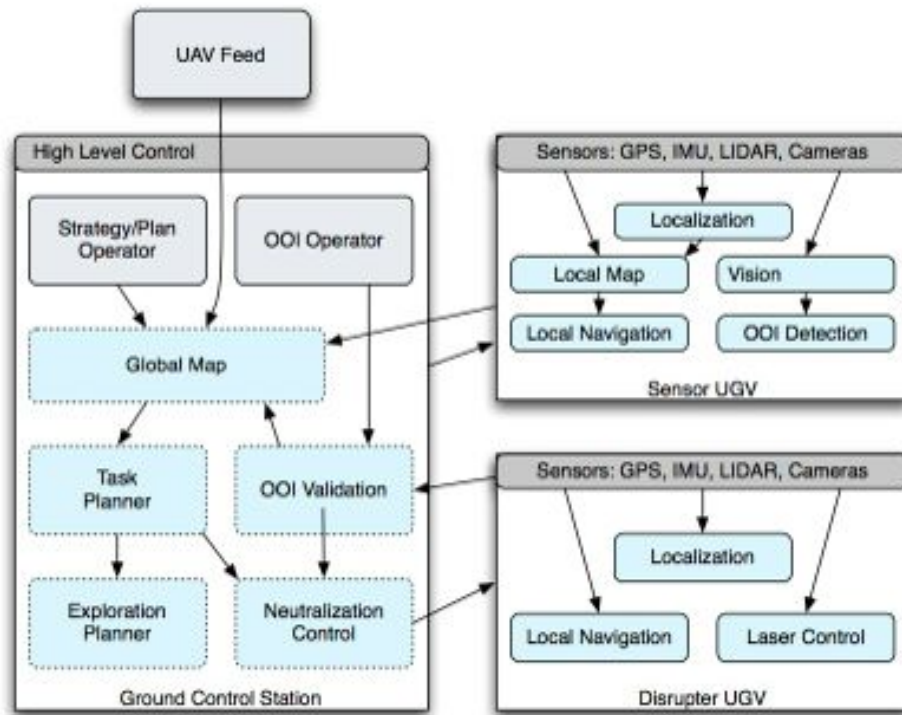 UAV Feed
High Level Control
Strategy/Plan
Operator
OOI Operator
Global Map
Task
Planner
OOI Validation
Exploration
Planner
Neutralization
Control
Ground Control Station
Sensors: GPS, IMU, LIDAR, Cameras
Localization
Local Map
Vision
Local Navigation
OOI Detection
Sensor UGV
Sensors: GPS, IMU, LIDAR, Cameras
Localization
Local Navigation
Laser Control
Disrupter UGV